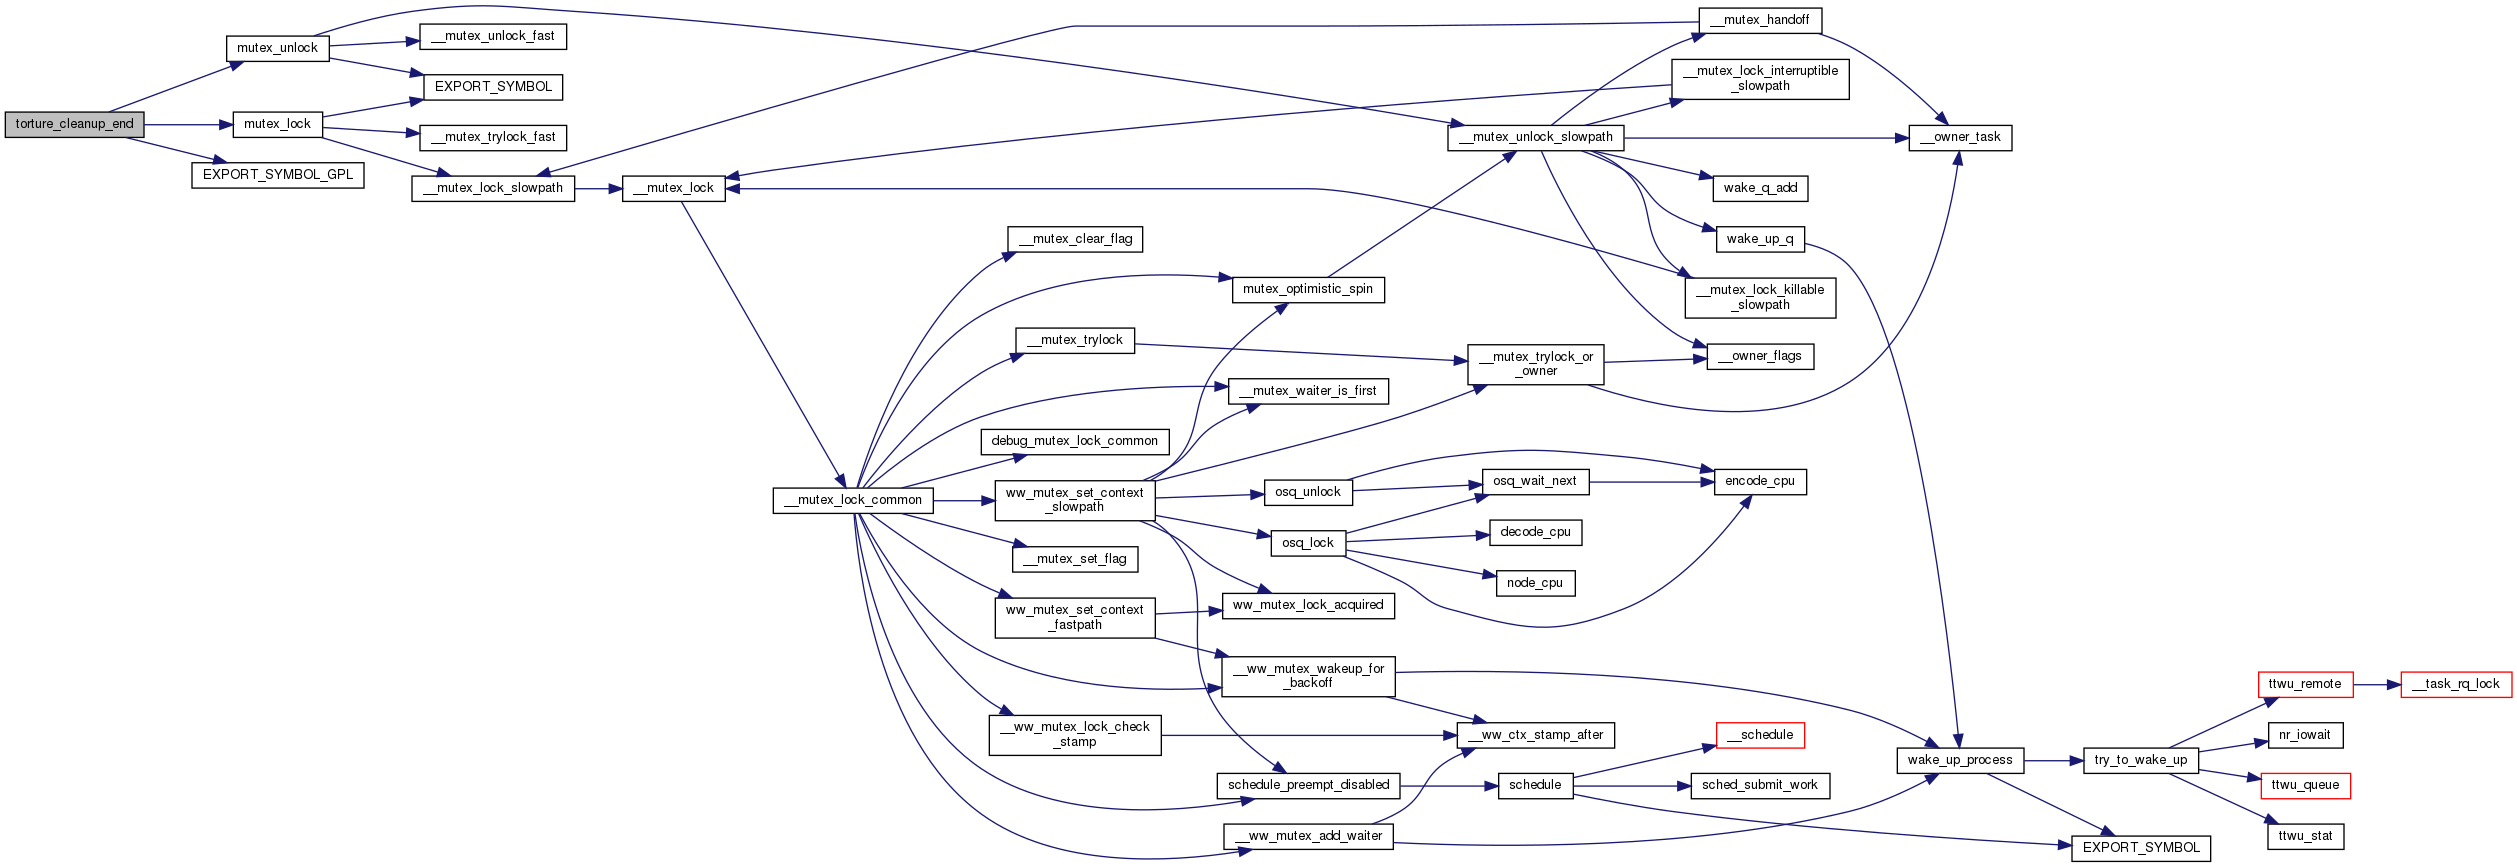 torture_cleanup_end
mutex_unlock
mutex_lock
EXPORT_SYMBOL_GPL
__mutex_unlock_fast
EXPORT_SYMBOL
__mutex_trylock_fast
__mutex_lock_slowpath
__mutex_lock
__mutex_lock_common
__mutex_clear_flag
mutex_optimistic_spin
__mutex_trylock
__mutex_waiter_is_first
debug_mutex_lock_common
ww_mutex_set_context
_slowpath
__mutex_set_flag
ww_mutex_set_context
_fastpath
__ww_mutex_lock_check
_stamp
osq_unlock
osq_lock
ww_mutex_lock_acquired
__ww_mutex_wakeup_for
_backoff
schedule_preempt_disabled
__ww_mutex_add_waiter
__mutex_unlock_slowpath
__mutex_trylock_or
_owner
osq_wait_next
decode_cpu
node_cpu
__ww_ctx_stamp_after
schedule
__mutex_handoff
__mutex_lock_interruptible
_slowpath
wake_q_add
wake_up_q
__mutex_lock_killable
_slowpath
__owner_flags
encode_cpu
__schedule
sched_submit_work
__owner_task
wake_up_process
try_to_wake_up
EXPORT_SYMBOL
ttwu_remote
nr_iowait
ttwu_queue
ttwu_stat
__task_rq_lock